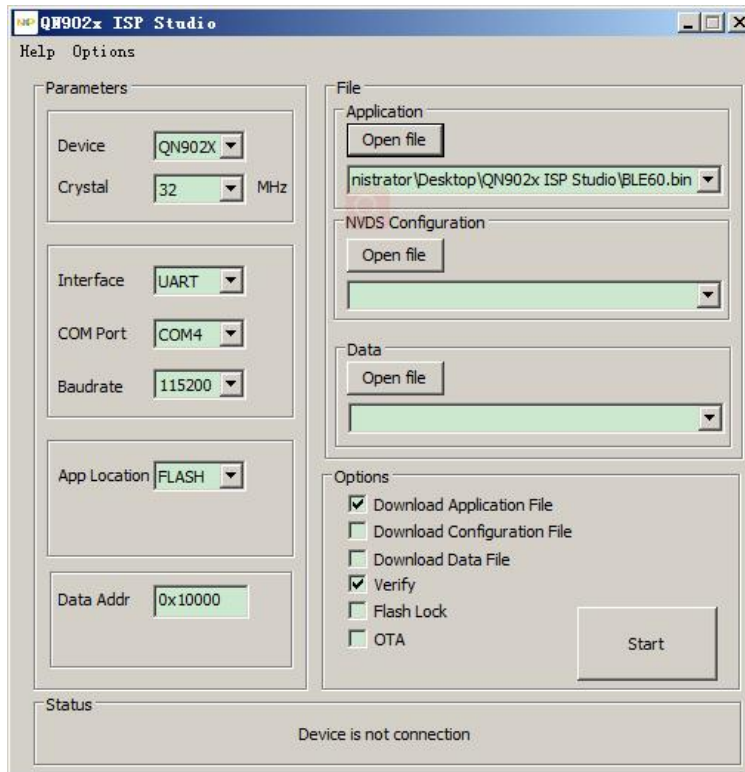 NXP QN902x ISP Studio
Help Options
Parameters
Device QN902X
Crystal 32 MHz
Interface UART
COM Port COM4
Baudrate 115200
App Location FLASH
Data Addr 0x10000
File
Application
Open file
nistrator\Desktop\QN902x ISP Studio\BLE60.bin
NVDS Configuration
Open file
Data
Open file
Options
Download Application File
Download Configuration File
Download Data File
Verify
Flash Lock
OTA
Start
Status
Device is not connection